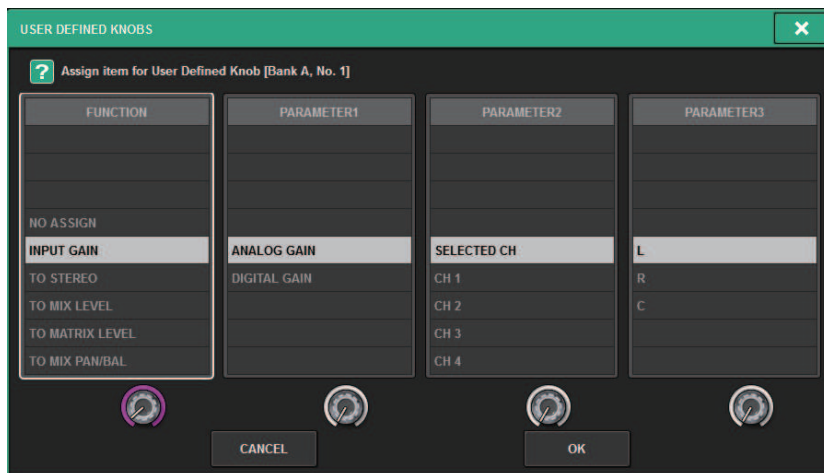 USER DEFINED KNOBS
? Assign item for User Defined Knob [Bank A, No. 1]
FUNCTION PARAMETER1 PARAMETER2 PARAMETER3
NO ASSIGN
INPUT GAIN ANALOG GAIN SELECTED CH L
TO STEREO DIGITAL GAIN CH 1 R
TO MIX LEVEL CH 2 C
TO MATRIX LEVEL CH 3
TO MIX PAN/BAL CH 4
CANCEL OK